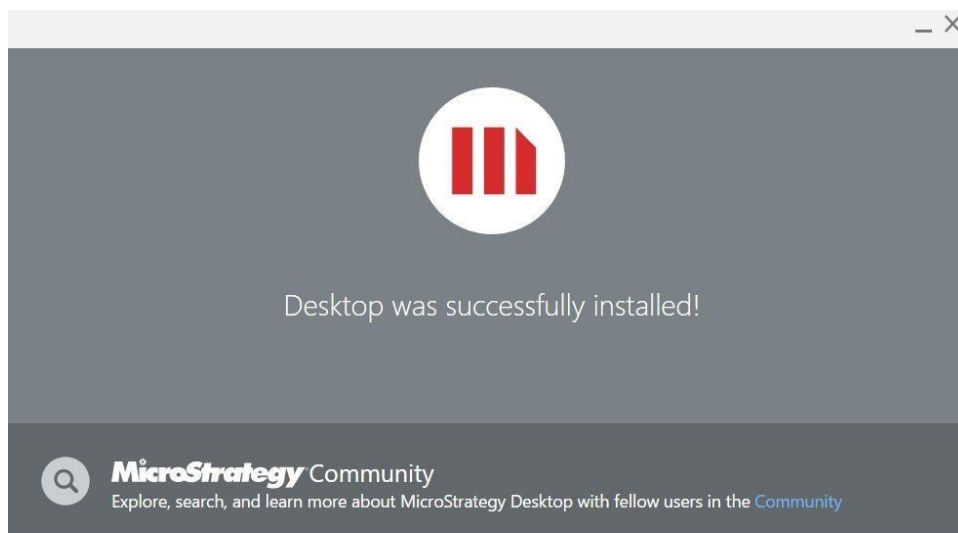 Desktop was successfully installed!
MicroStrategy Community
Explore, search, and learn more about MicroStrategy Desktop with fellow users in the Community